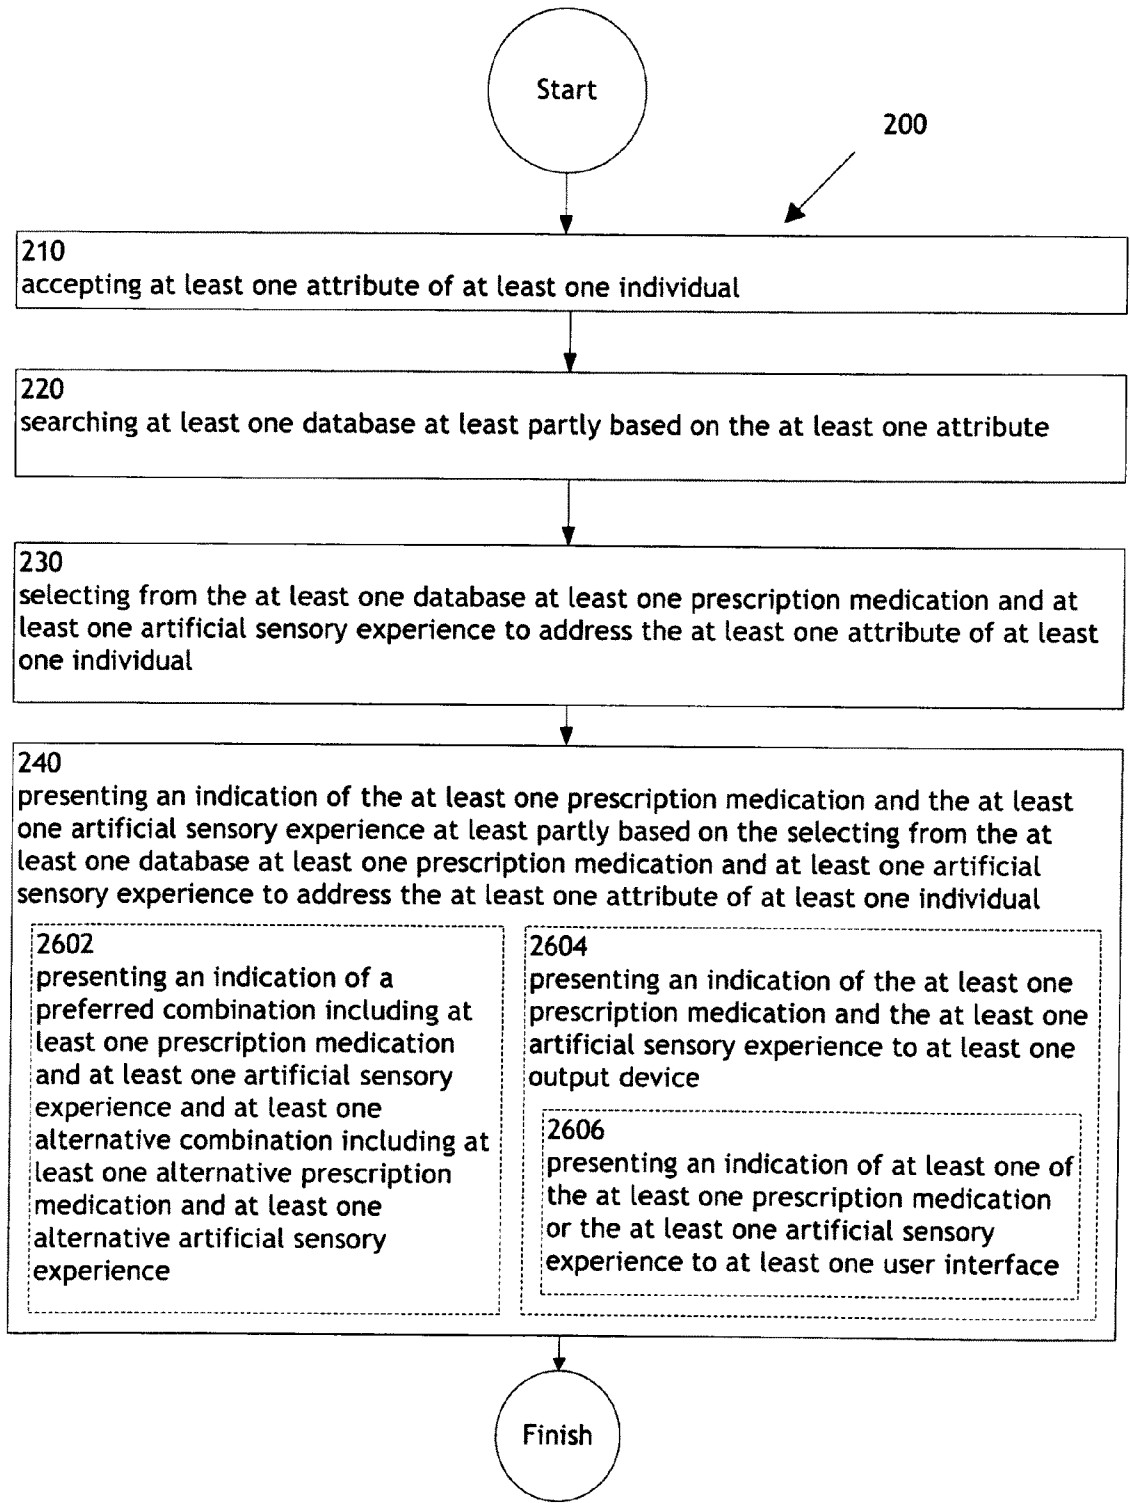 Start
200
210
accepting at least one attribute of at least one individual
220
searching at least one database at least partly based on the at least one attribute
230
selecting from the at least one database at least one prescription medication and at
least one artificial sensory experience to address the at least one attribute of at least
one individual
240
presenting an indication of the at least one prescription medication and the at least
one artificial sensory experience at least partly based on the selecting from the at
least one database at least one prescription medication and at least one artificial
sensory experience to address the at least one attribute of at least one individual
2602
presenting an indication of a
preferred combination including at
least one prescription medication
and at least one artificial sensory
experience and at least one
alternative combination including at
least one alternative prescription
medication and at least one
alternative artificial sensory
experience
2604
presenting an indication of the at least one
prescription medication and the at least one
artificial sensory experience to at least one
output device
2606
presenting an indication of at least one of
the at least one prescription medication
or the at least one artificial sensory
experience to at least one user interface
Finish